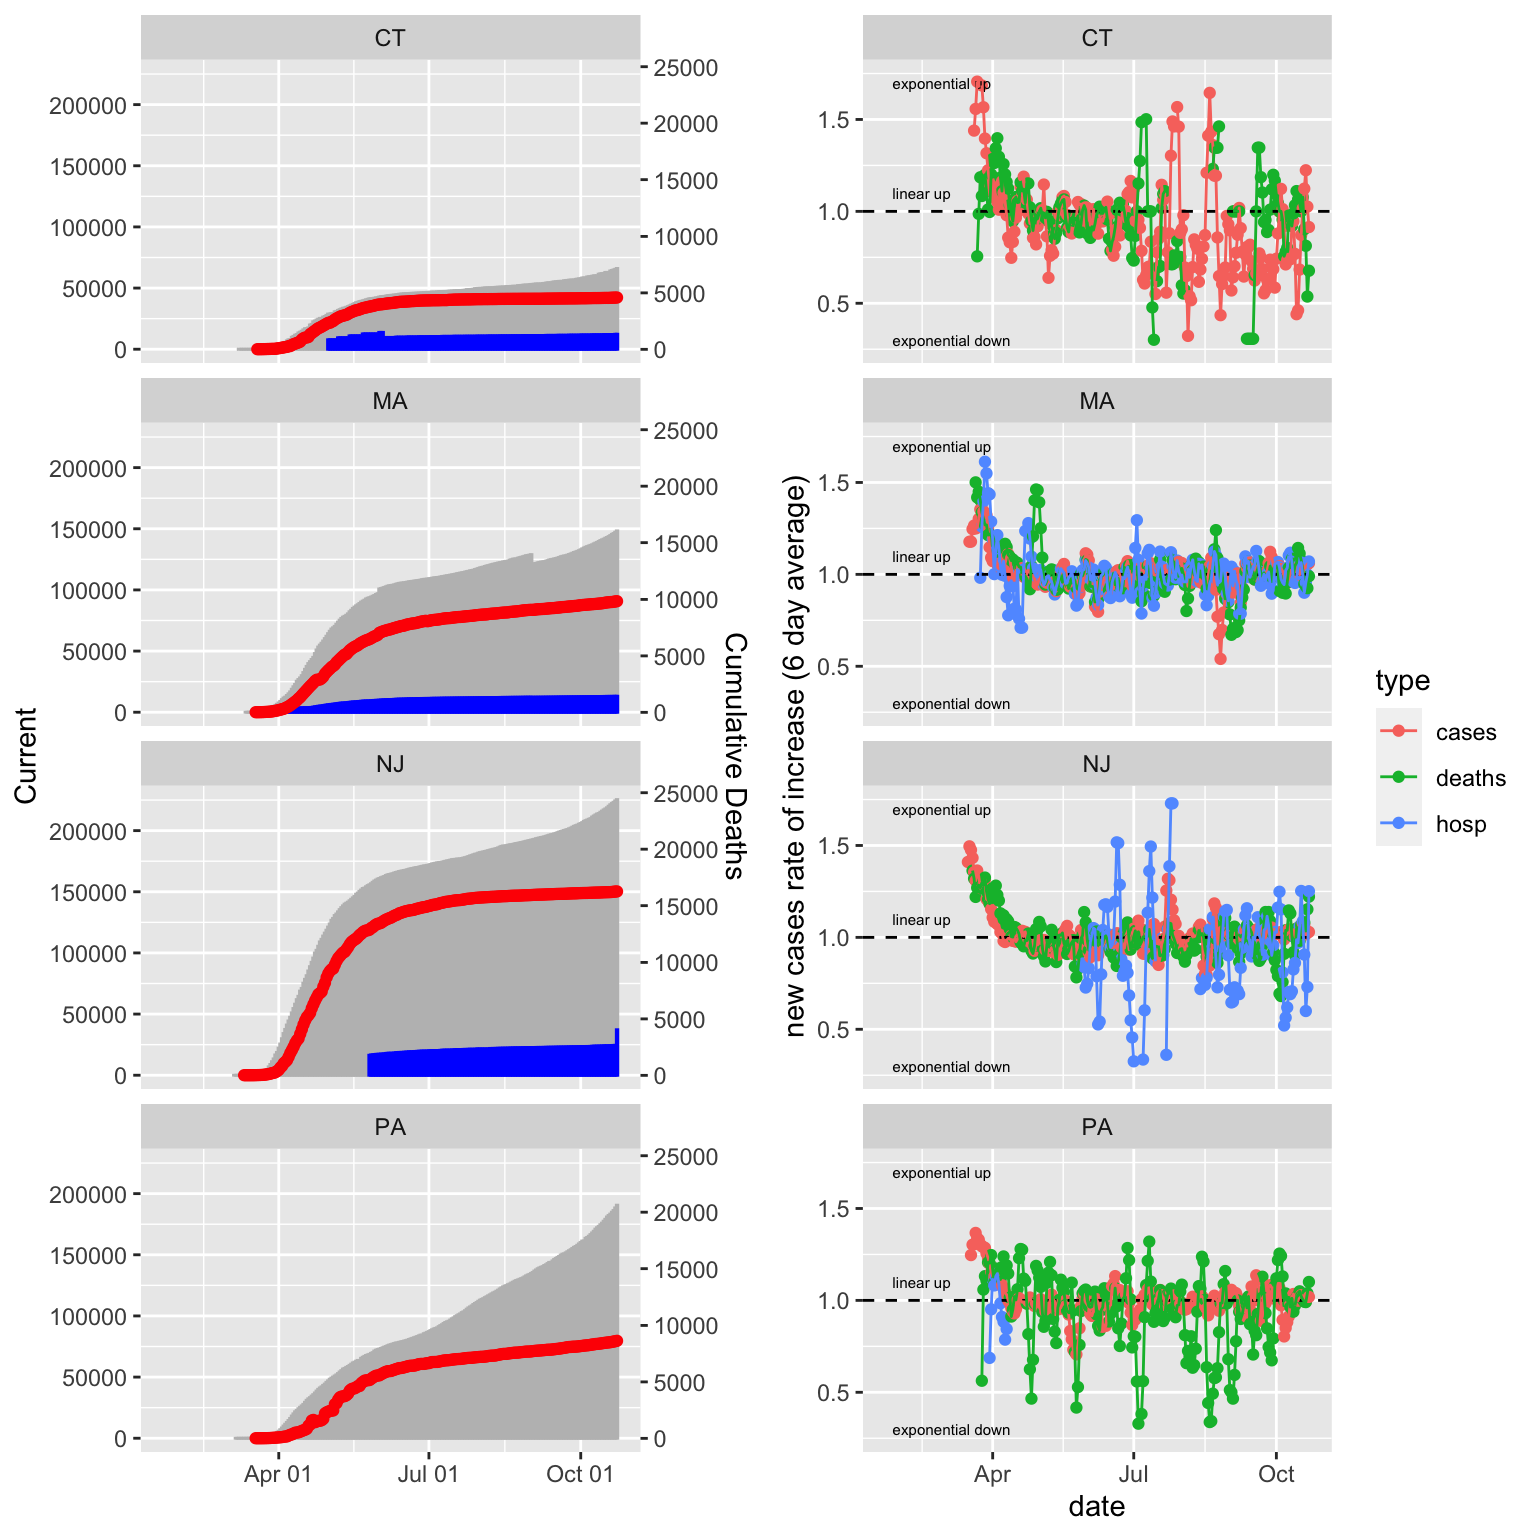 CT
CT
200000
150000
100000
50000
0
25000
20000
15000
10000
5000
0
1.5
1.0
0.5
exponential up
linear up
exponential down
MA
MA
200000
150000
100000
50000
0
25000
20000
15000
10000
5000
0
1.5
1.0
0.5
exponential up
linear up
exponential down
Current
Cumulative Deaths
new cases rate of increase (6 day average)
type
cases
deaths
hosp
NJ
NJ
200000
150000
100000
50000
0
25000
20000
15000
10000
5000
0
1.5
1.0
0.5
exponential up
linear up
exponential down
PA
PA
200000
150000
100000
50000
0
25000
20000
15000
10000
5000
0
1.5
1.0
0.5
exponential up
linear up
exponential down
Apr 01
Jul 01
Oct 01
Apr
Jul
Oct
date